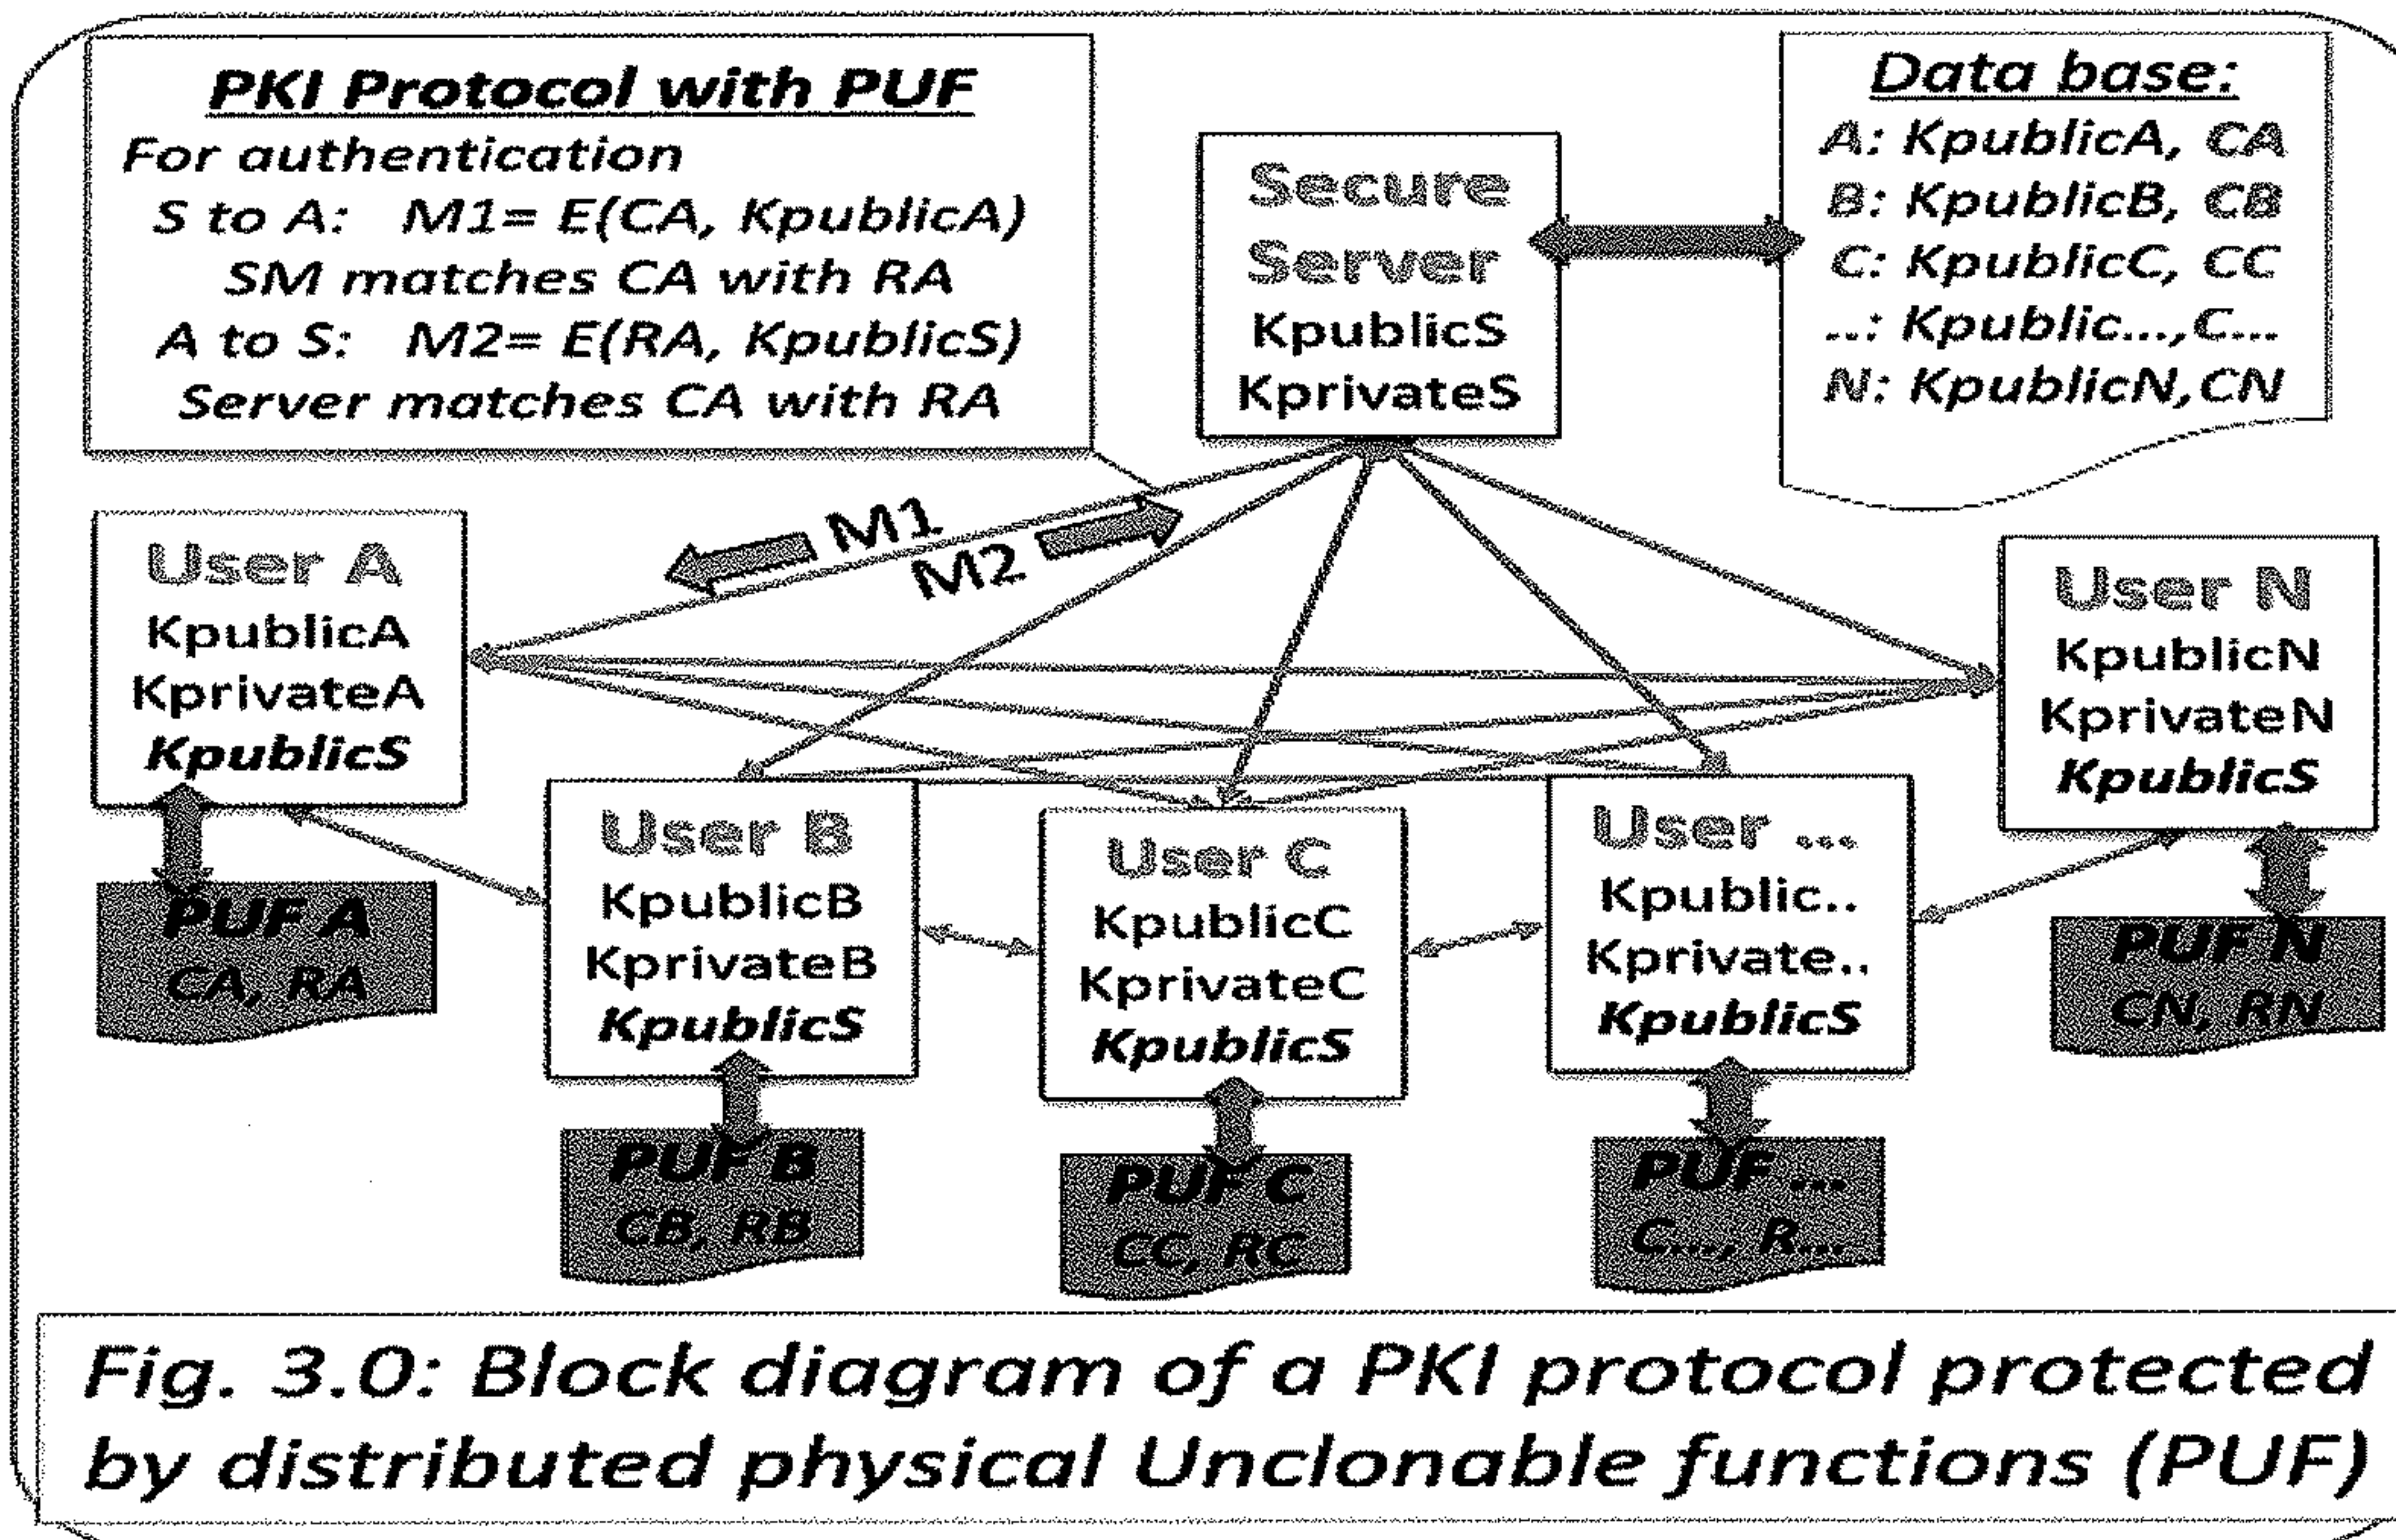 PKI Protocol with PUF
For authentication
S to A: M1= E(CA, KpublicA)
SM matches CA with RA
A to S: M2= E(RA, KpublicS)
Server matches CA with RA
Secure
Server
KpublicS
KprivateS
Data base:
A: KpublicA, CA
B: KpublicB, CB
C: KpublicC, CC
..: Kpublic...,C...
N: KpublicN,CN
M1
M2
User A
KpublicA
KprivateA
KpublicS
User B
KpublicB
KprivateB
KpublicS
User C
KpublicC
KprivateC
KpublicS
User ...
Kpublic..
Kprivate..
KpublicS
User N
KpublicN
KprivateN
KpublicS
PUF A
CA, RA
PUF B
CB, RB
PUF C
CC, RC
PUF ...
C..., R...
PUF N
CN, RN
Fig. 3.0: Block diagram of a PKI protocol protected
by distributed physical Unclonable functions (PUF)